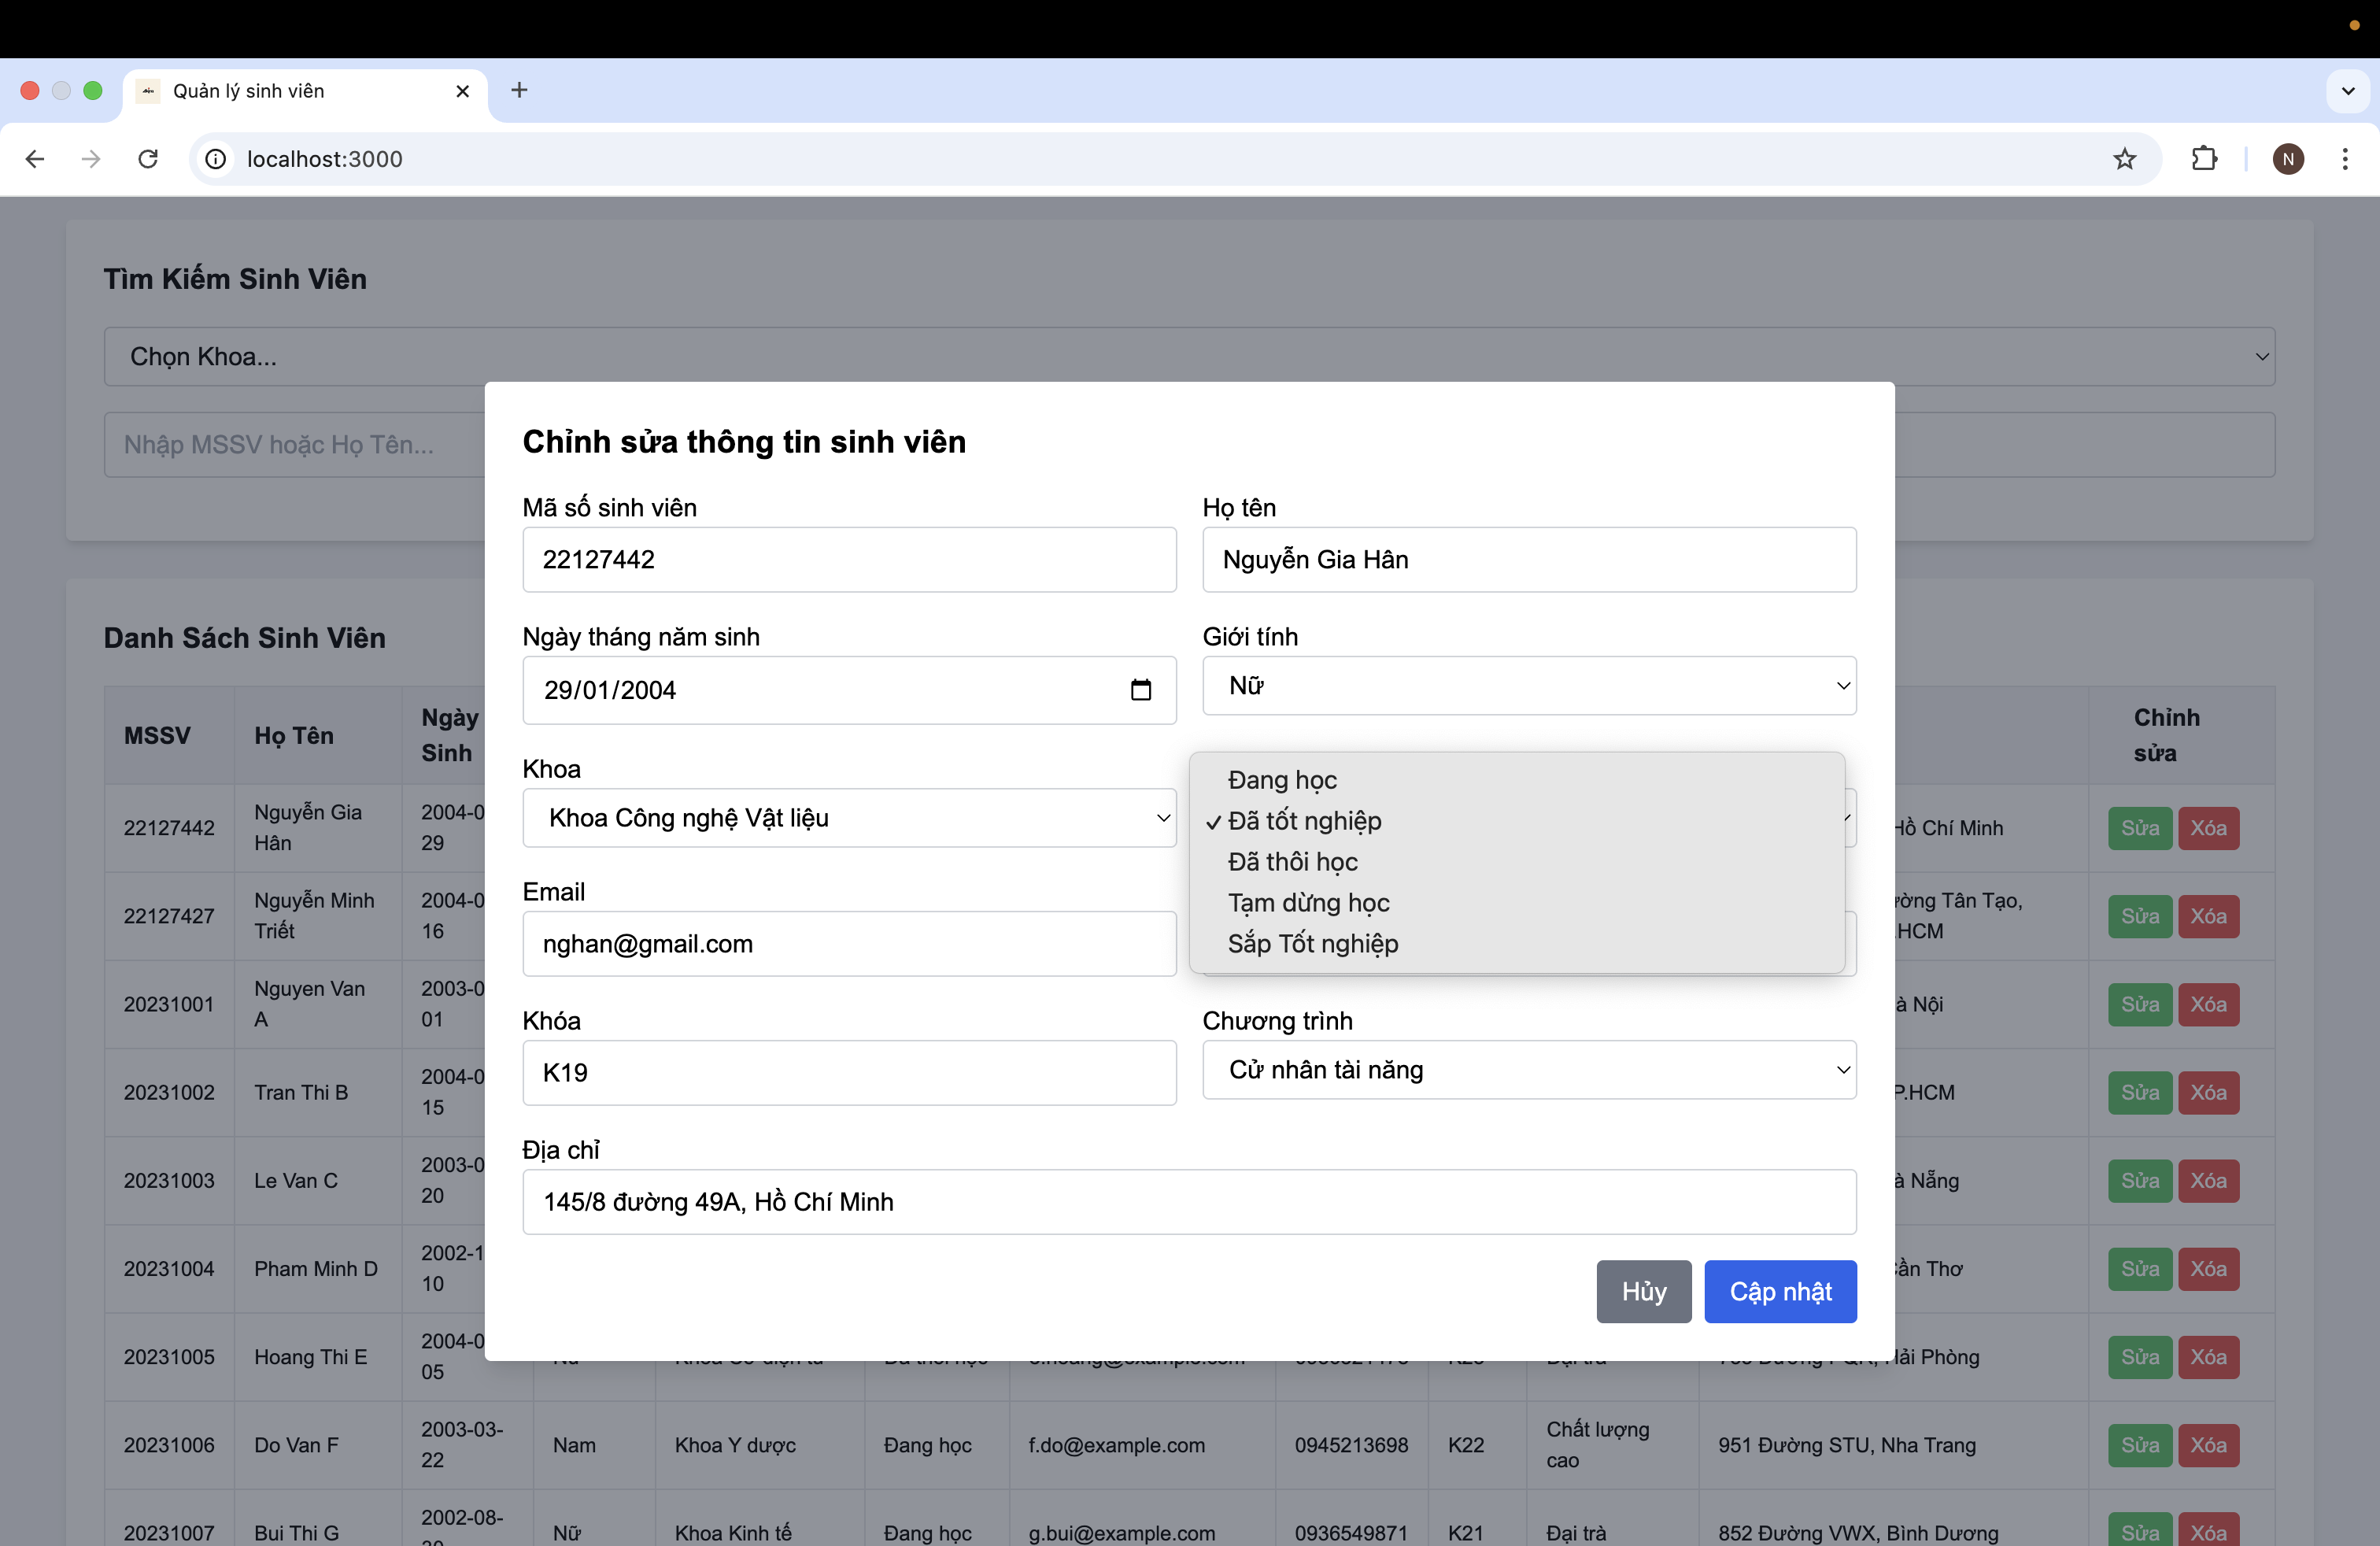 Quản lý sinh viên
localhost:3000
N
Tìm Kiếm Sinh Viên
Chọn Khoa...
Nhập MSSV hoặc Họ Tên...
Chỉnh sửa thông tin sinh viên
Mã số sinh viên
Họ tên
22127442
Nguyễn Gia Hân
Ngày tháng năm sinh
Giới tính
29/01/2004
Nữ
Khoa
Khoa Công nghệ Vật liệu
Đang học
✓ Đã tốt nghiệp
Đã thôi học
Tạm dừng học
Sắp Tốt nghiệp
Email
nghan@gmail.com
Khóa
Chương trình
K19
Cử nhân tài năng
Địa chỉ
145/8 đường 49A, Hồ Chí Minh
Hủy
Cập nhật
Danh Sách Sinh Viên
MSSV
Họ Tên
Ngày
Sinh
Chỉnh
sửa
22127442
Nguyễn Gia
Hân
2004-0
29
Hồ Chí Minh
Sửa
Xóa
22127427
Nguyễn Minh
Triết
2004-0
16
Tân Tạo,
HCM
Sửa
Xóa
20231001
Nguyen Van
A
2003-0
01
Nội
Sửa
Xóa
20231002
Tran Thi B
2004-0
15
P.HCM
Sửa
Xóa
20231003
Le Van C
2003-0
20
Nẵng
Sửa
Xóa
20231004
Pham Minh D
2002-1
10
Cần Thơ
Sửa
Xóa
20231005
Hoang Thi E
2004-0
05
Hải Phòng
Sửa
Xóa
20231006
Do Van F
2003-03-
22
Nam
Khoa Y dược
Đang học
f.do@example.com
0945213698
K22
Chất lượng
cao
951 Đường STU, Nha Trang
Sửa
Xóa
20231007
Bui Thi G
2002-08-
Nữ
Khoa Kinh tế
Đang học
g.bui@example.com
0936549871
K21
Đại trà
852 Đường VWX, Bình Dương
Sửa
Xóa